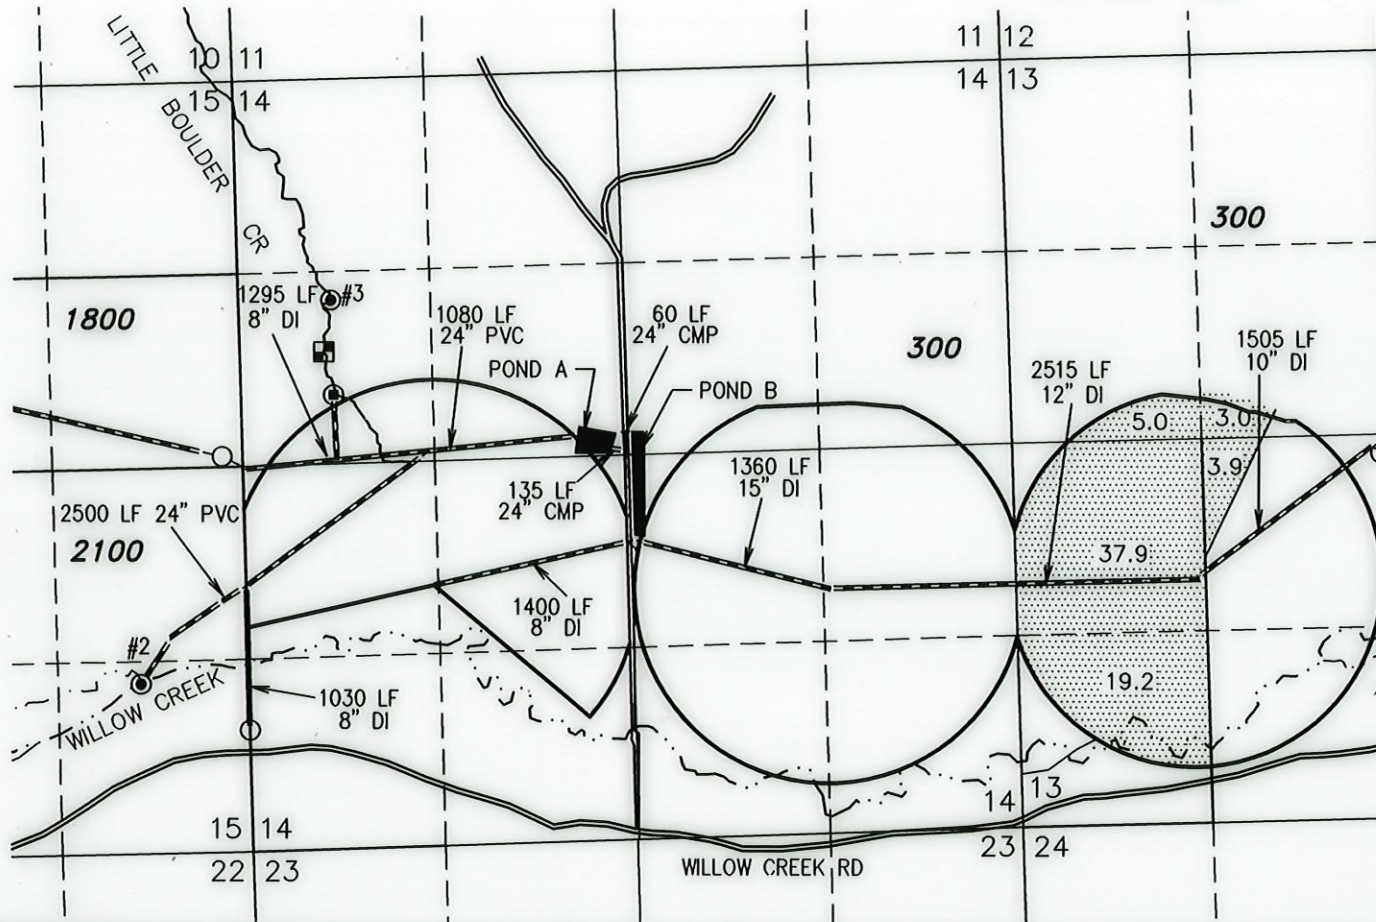 LITTLE
BOULDER
CR
10 11
15 14
11 12
14 13
300
1800
1295 LF
8" DI
#3
1080 LF
24" PVC
60 LF
24" CMP
POND A
POND B
300
2515 LF
12" DI
1505 LF
10" DI
5.0
3.0
3.9
1360 LF
15" DI
135 LF
24" CMP
2500 LF 24" PVC
2100
37.9
1400 LF
8" DI
#2
19.2
WILLOW CREEK
1030 LF
8" DI
14 13
15 14
22 23
23 24
WILLOW CREEK RD